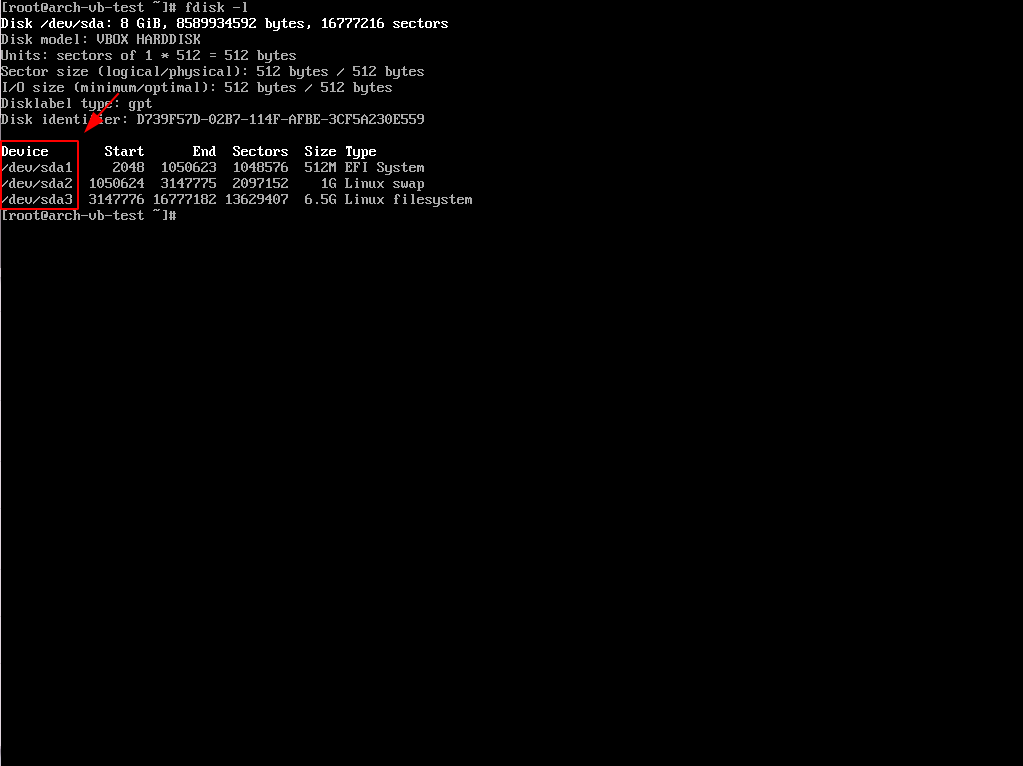 [root@arch-vb-test ~]# fdisk -l
Disk /dev/sda: 8 GiB, 8589934592 bytes, 16777216 sectors
Disk model: VBOX HARDDISK
Units: sectors of 1 * 512 = 512 bytes
Sector size (logical/physical): 512 bytes / 512 bytes
I/O size (minimum/optimal): 512 bytes / 512 bytes
Disklabel type: gpt
Disk identifier: D739F57D-02B7-114F-AFBE-3CF5A230E559
Device Start End Sectors Size Type
/dev/sda1 2048 1050623 1048576 512M EFI System
/dev/sda2 1050624 3147775 2097152 1G Linux swap
/dev/sda3 3147776 16777182 13629407 6.5G Linux filesystem
[root@arch-vb-test ~]#